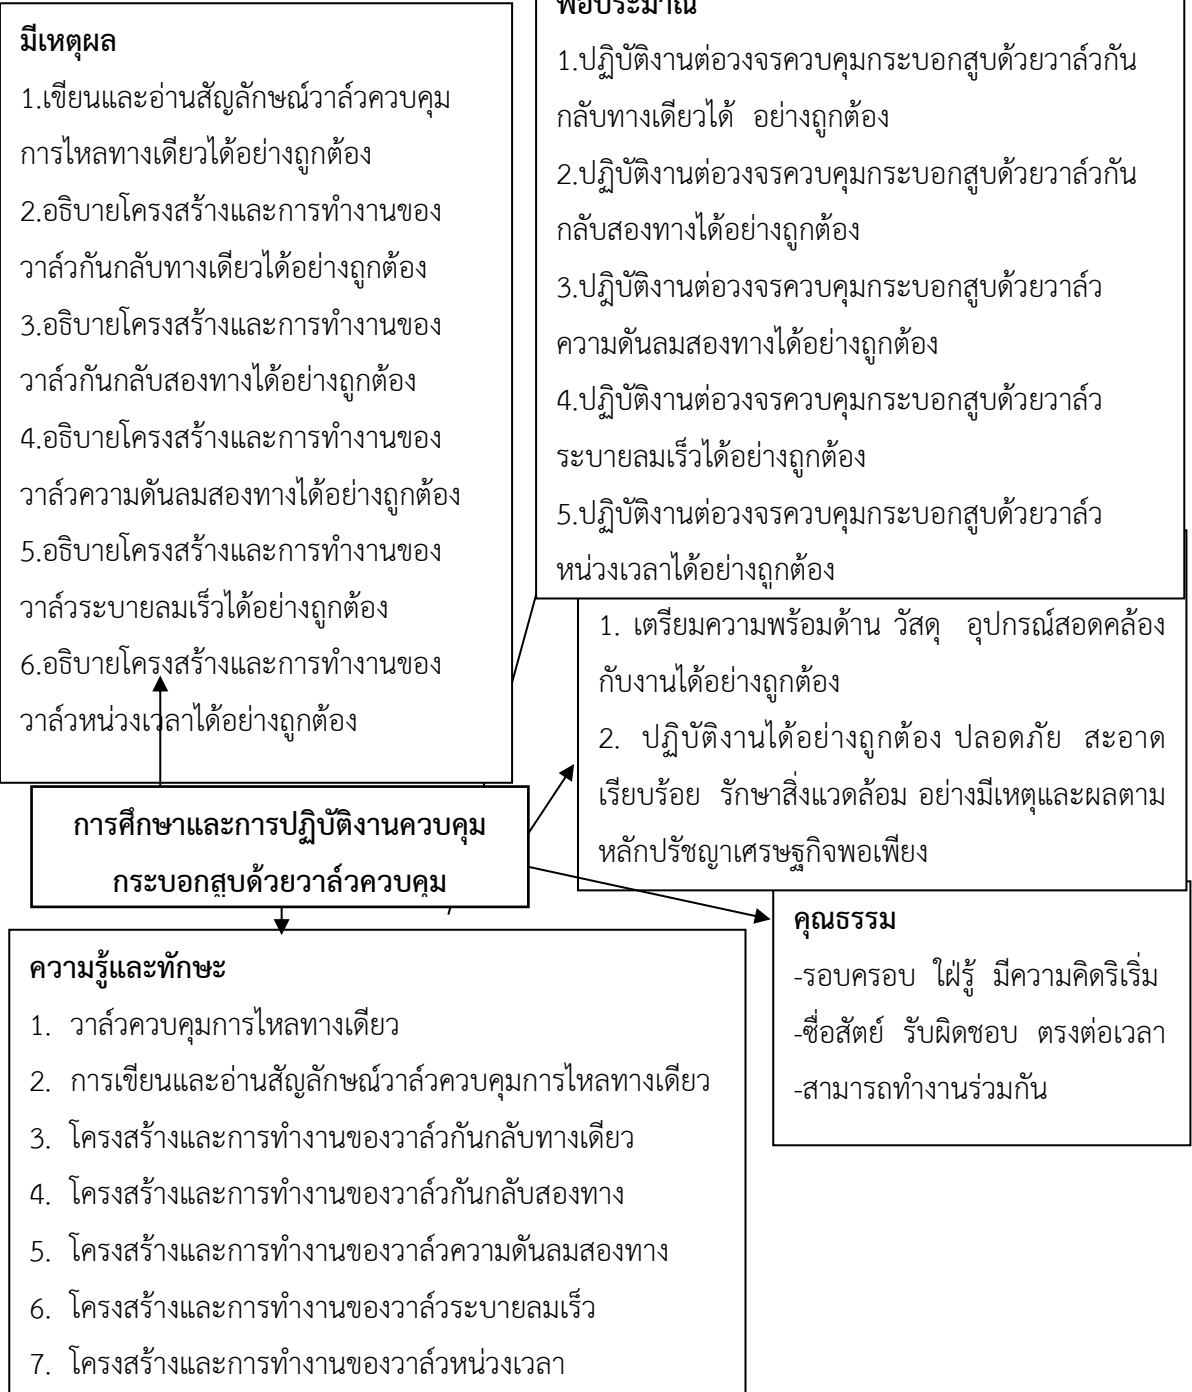 มีเหตุผล
1.เขียนและอ่านสัญลักษณ์วาล์วควบคุม
การไหลทางเดียวได้อย่างถูกต้อง
2.อธิบายโครงสร้างและการทำงานของ
วาล์วกันกลับทางเดียวได้อย่างถูกต้อง
3.อธิบายโครงสร้างและการทำงานของ
วาล์วกันกลับสองทางได้อย่างถูกต้อง
4.อธิบายโครงสร้างและการทำงานของ
วาล์วความดันลมสองทางได้อย่างถูกต้อง
5.อธิบายโครงสร้างและการทำงานของ
วาล์วระบายลมเร็วได้อย่างถูกต้อง
6.อธิบายโครงสร้างและการทำงานของ
วาล์วหน่วงเวลาได้อย่างถูกต้อง
พอประมาณ
1.ปฏิบัติงานต่อวงจรควบคุมกระบอกสูบด้วยวาล์วกัน
กลับทางเดียวได้ อย่างถูกต้อง
2.ปฏิบัติงานต่อวงจรควบคุมกระบอกสูบด้วยวาล์วกัน
กลับสองทางได้อย่างถูกต้อง
3.ปฎิบัติงานต่อวงจรควบคุมกระบอกสูบด้วยวาล์ว
ความดันลมสองทางได้อย่างถูกต้อง
4.ปฏิบัติงานต่อวงจรควบคุมกระบอกสูบด้วยวาล์ว
ระบายลมเร็วได้อย่างถูกต้อง
5.ปฏิบัติงานต่อวงจรควบคุมกระบอกสูบด้วยวาล์ว
หน่วงเวลาได้อย่างถูกต้อง
1. เตรียมความพร้อมด้าน วัสดุ อุปกรณ์สอดคล้อง
กับงานได้อย่างถูกต้อง
2. ปฏิบัติงานได้อย่างถูกต้อง ปลอดภัย สะอาด
เรียบร้อย รักษาสิ่งแวดล้อม อย่างมีเหตุและผลตาม
หลักปรัชญาเศรษฐกิจพอเพียง
การศึกษาและการปฏิบัติงานควบคุม
กระบอกสูบด้วยวาล์วควบคุม
คุณธรรม
-รอบครอบ ใฝ่รู้ มีความคิดริเริ่ม
-ซื่อสัตย์ รับผิดชอบ ตรงต่อเวลา
-สามารถทำงานร่วมกัน
ความรู้และทักษะ
1. วาล์วควบคุมการไหลทางเดียว
2. การเขียนและอ่านสัญลักษณ์วาล์วควบคุมการไหลทางเดียว
3. โครงสร้างและการทำงานของวาล์วกันกลับทางเดียว
4. โครงสร้างและการทำงานของวาล์วกันกลับสองทาง
5. โครงสร้างและการทำงานของวาล์วความดันลมสองทาง
6. โครงสร้างและการทำงานของวาล์วระบายลมเร็ว
7. โครงสร้างและการทำงานของวาล์วหน่วงเวลา